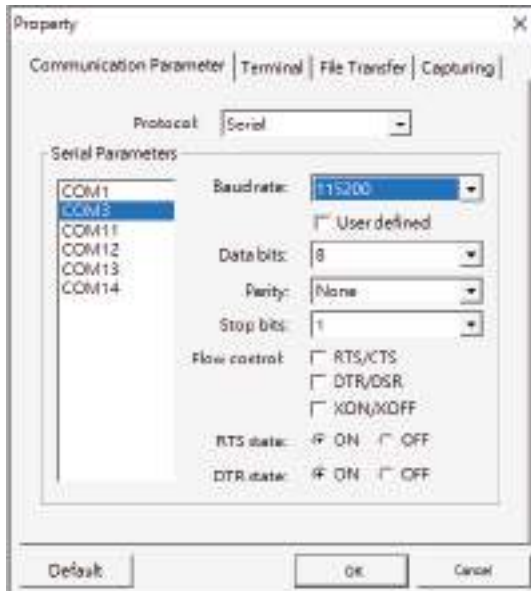 Property
Communication Parameter Terminal File Transfer Capturing
Protocol: Serial
Serial Parameters
COM1
COM3
COM11
COM12
COM13
COM14
Baud rate: 115200
User defined
Data bits: 8
Parity: None
Stop bits: 1
Flow control: RTS/CTS
DTR/DSR
XON/XOFF
RTS state: ON OFF
DTR state: ON OFF
Default OK Cancel